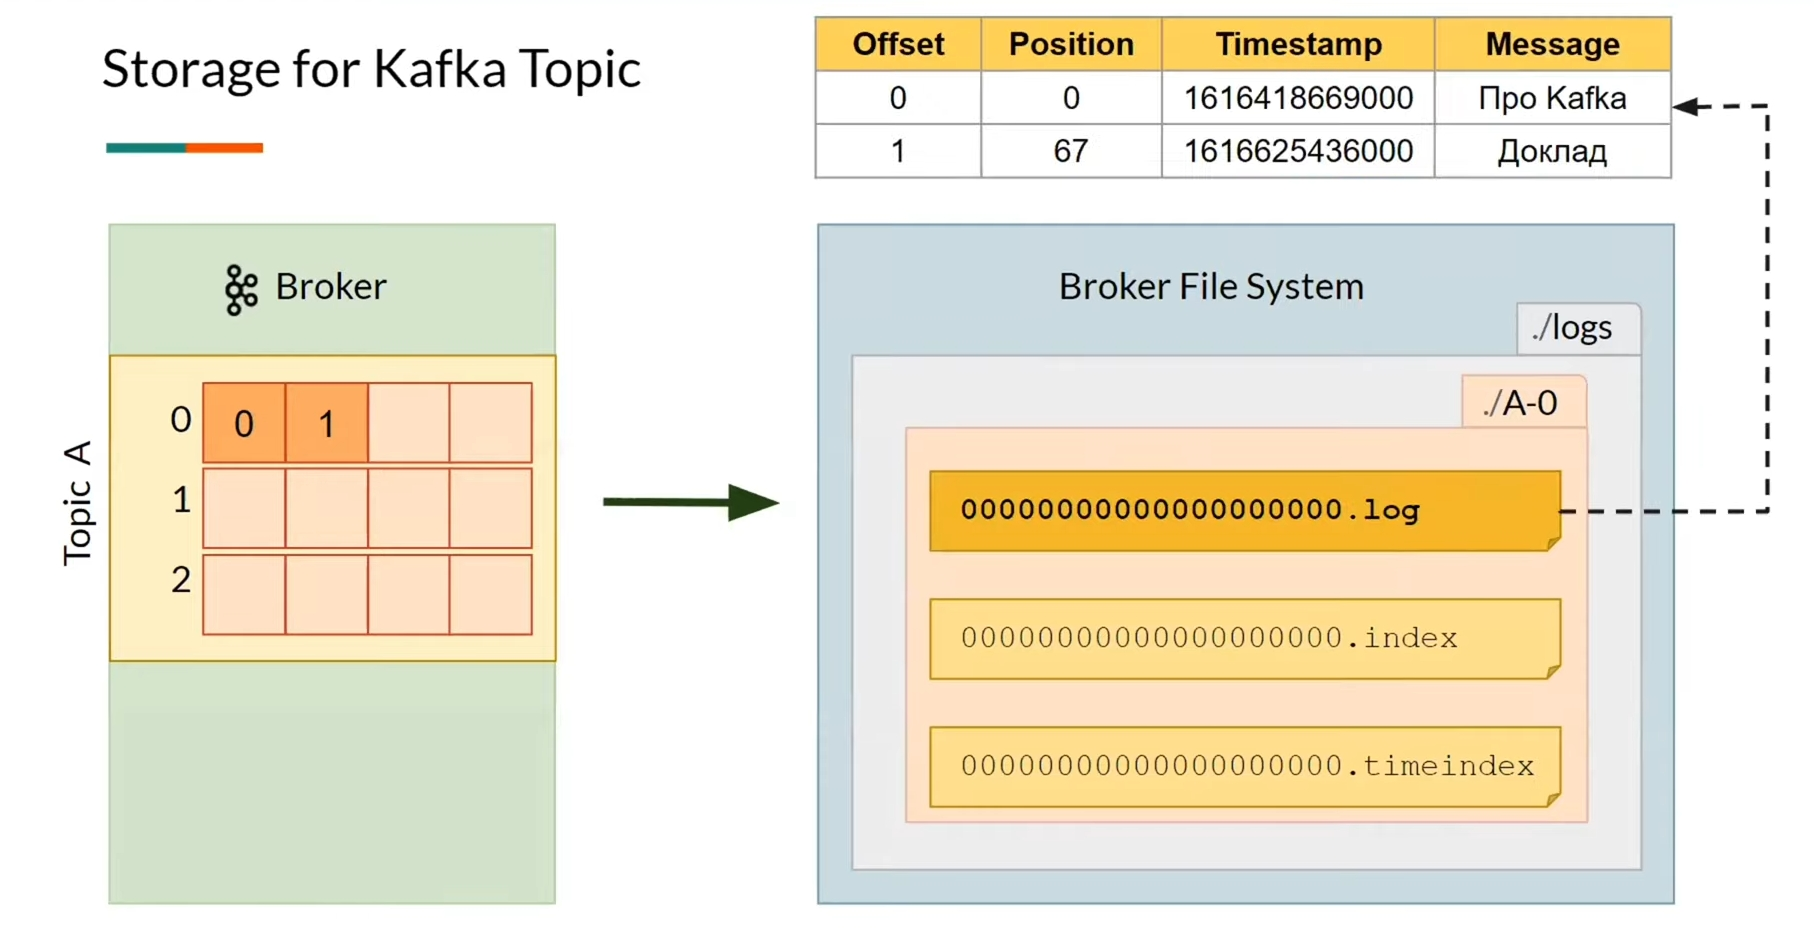 Storage for Kafka Topic
Offset Position Timestamp Message
0 0 1616418669000 Про Kafka
1 67 1616625436000 Доклад
Broker
Topic A
0 0 1
1
2
Broker File System
./logs
./A-0
00000000000000000000.log
00000000000000000000.index
00000000000000000000.timeindex